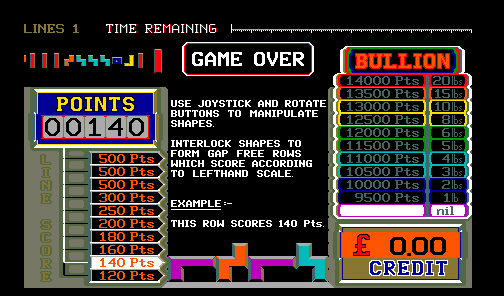 LINES 1 TIME REMAINING
GAME OVER
BULLION
14000 Pts 20lbs
13500 Pts 15lbs
13000 Pts 10lbs
12500 Pts 8lbs
12000 Pts 6lbs
11500 Pts 5lbs
11000 Pts 4lbs
10500 Pts 3lbs
10000 Pts 2lbs
9500 Pts 1lb
nil
POINTS
00140
LINE SCORE
500 Pts
500 Pts
500 Pts
300 Pts
250 Pts
200 Pts
180 Pts
160 Pts
140 Pts
120 Pts
USE JOYSTICK AND ROTATE
BUTTONS TO MANIPULATE
SHAPES.
INTERLOCK SHAPES TO
FORM GAP FREE ROWS
WHICH SCORE ACCORDING
TO LEFTHAND SCALE.
EXAMPLE:-
THIS ROW SCORES 140 Pts.
£ 0.00
CREDIT